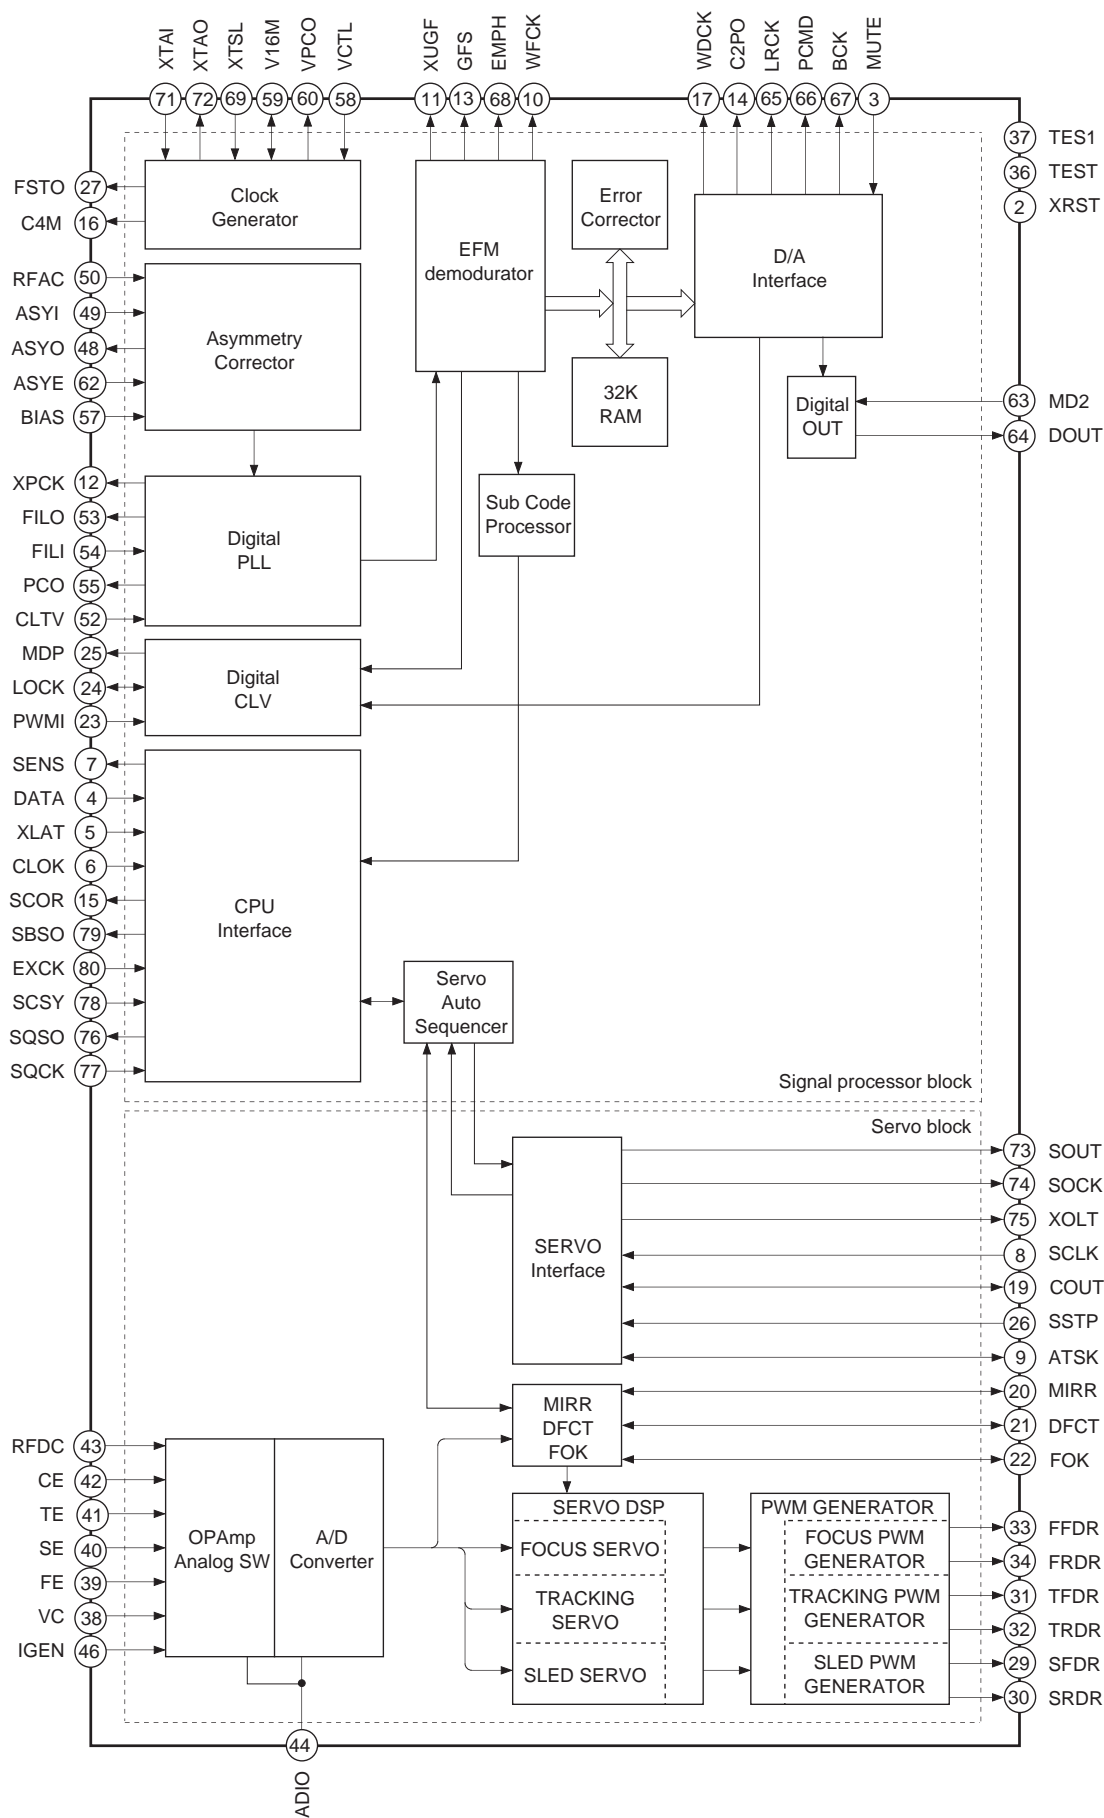 XTAI
XTAO
XTSL
V16M
VPCO
VCTL
XUGF
GFS
EMPH
WFCK
WDCK
C2PO
LRCK
PCMD
BCK
MUTE
71 72 69 59 60 58 11 13 68 10 17 14 65 66 67 3
37 TES1
36 TEST
2 XRST
FSTO 27
C4M 16
Clock
Generator
RFAC 50
ASYI 49
ASYO 48
ASYE 62
BIAS 57
Asymmetry
Corrector
EFM
demodurator
Error
Corrector
D/A
Interface
32K
RAM
Digital
OUT
63 MD2
64 DOUT
XPCK 12
FILO 53
FILI 54
PCO 55
CLTV 52
Digital
PLL
Sub Code
Processor
MDP 25
LOCK 24
PWMI 23
Digital
CLV
SENS 7
DATA 4
XLAT 5
CLOK 6
SCOR 15
SBSO 79
EXCK 80
SCSY 78
SQSO 76
SQCK 77
CPU
Interface
Servo
Auto
Sequencer
Signal processor block
Servo block
SERVO
Interface
73 SOUT
74 SOCK
75 XOLT
8 SCLK
19 COUT
26 SSTP
9 ATSK
20 MIRR
21 DFCT
22 FOK
MIRR
DFCT
FOK
RFDC 43
CE 42
TE 41
SE 40
FE 39
VC 38
IGEN 46
OPAmp
Analog SW
A/D
Converter
SERVO DSP
FOCUS SERVO
TRACKING
SERVO
SLED SERVO
PWM GENERATOR
FOCUS PWM
GENERATOR
TRACKING PWM
GENERATOR
SLED PWM
GENERATOR
33 FFDR
34 FRDR
31 TFDR
32 TRDR
29 SFDR
30 SRDR
44
ADIO